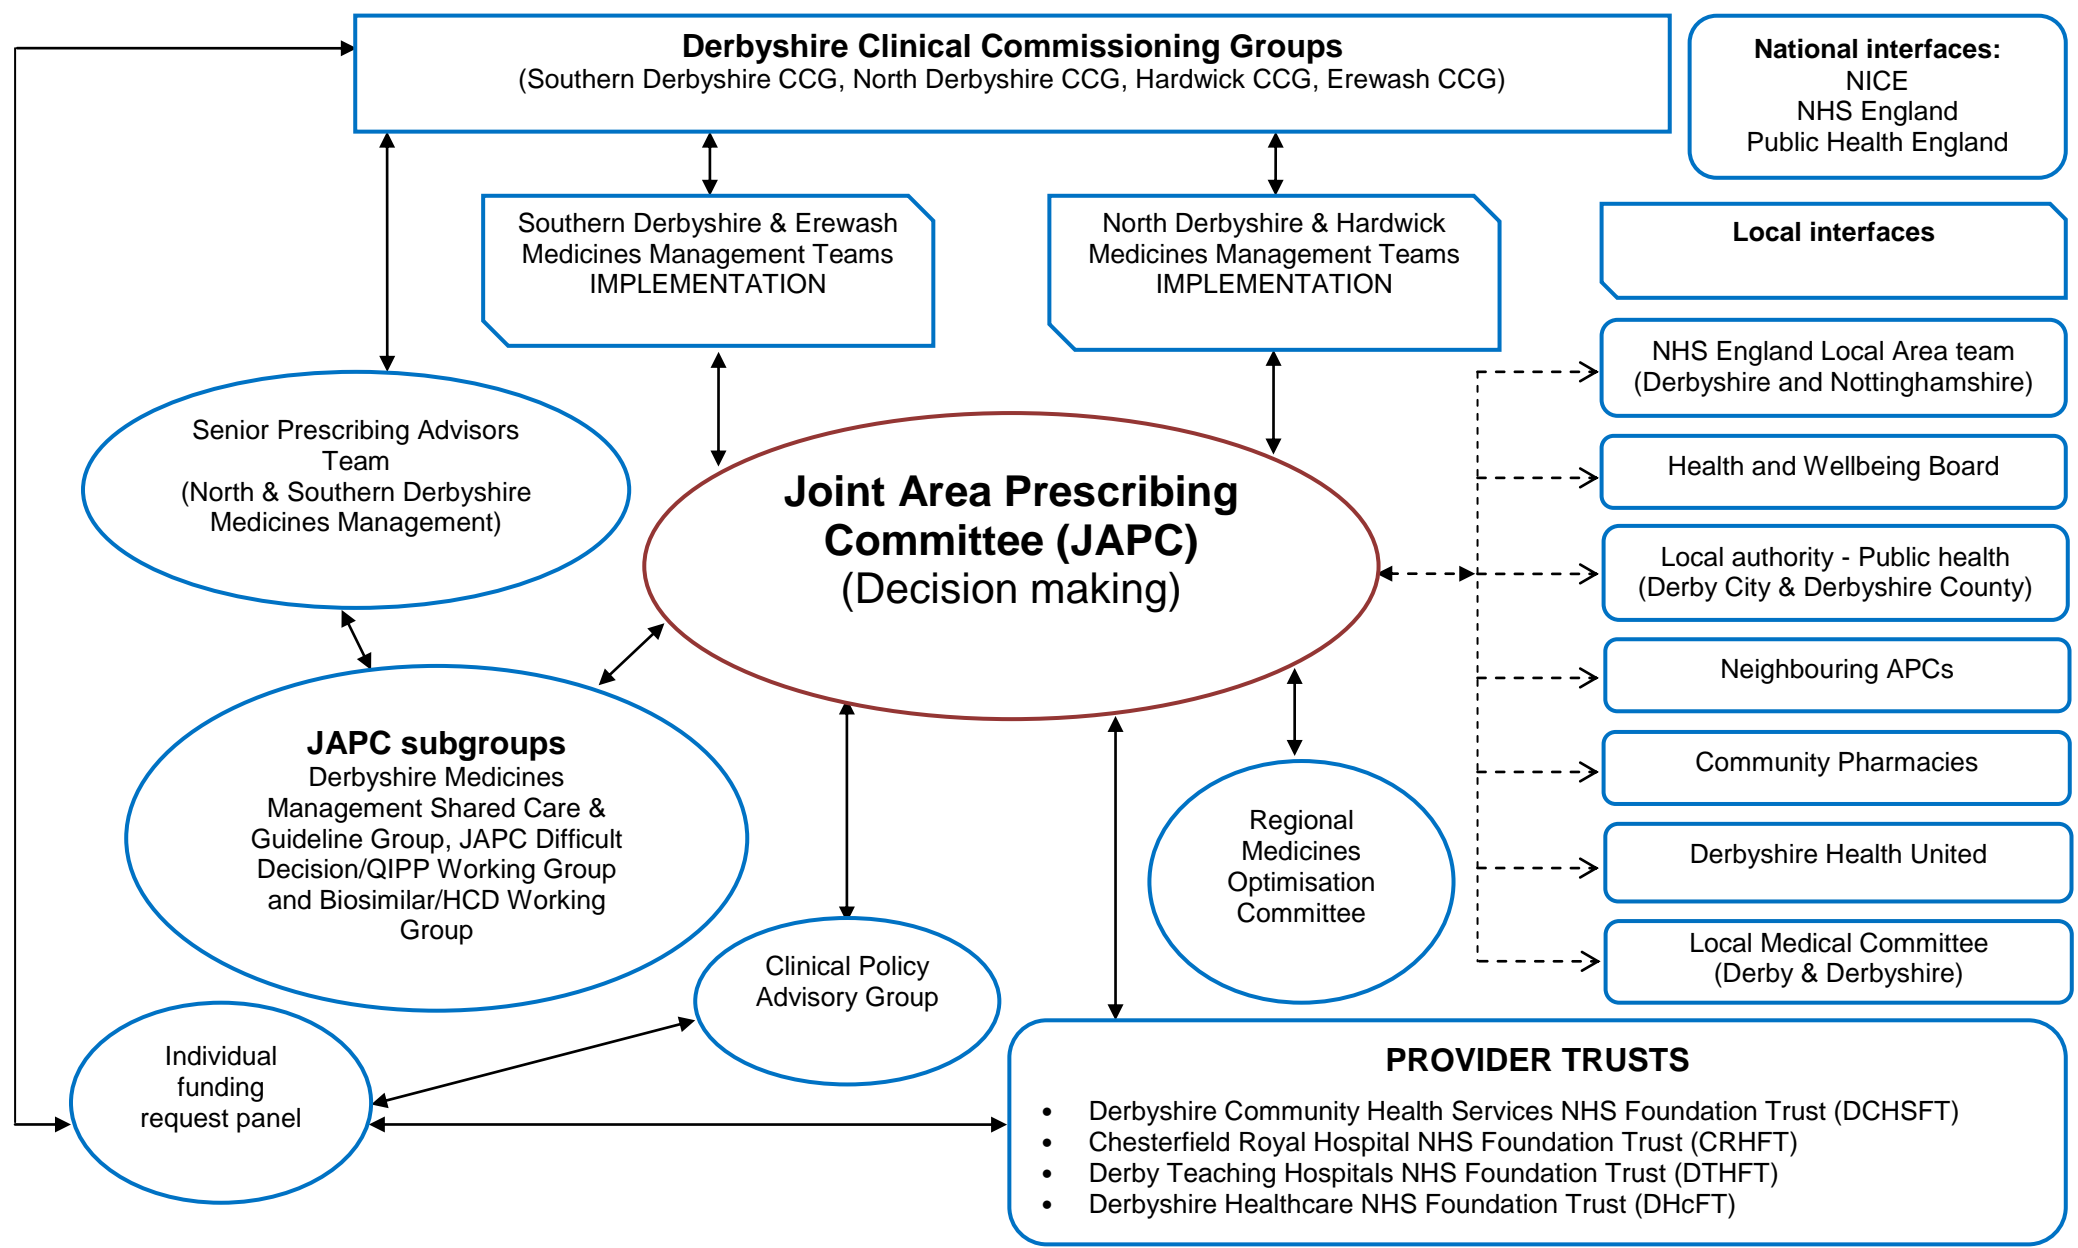 Derbyshire Clinical Commissioning Groups
(Southern Derbyshire CCG, North Derbyshire CCG, Hardwick CCG, Erewash CCG)
National interfaces:
NICE
NHS England
Public Health England
Southern Derbyshire & Erewash
Medicines Management Teams
IMPLEMENTATION
North Derbyshire & Hardwick
Medicines Management Teams
IMPLEMENTATION
Local interfaces
NHS England Local Area team
(Derbyshire and Nottinghamshire)
Health and Wellbeing Board
Local authority - Public health
(Derby City & Derbyshire County)
Neighbouring APCs
Community Pharmacies
Derbyshire Health United
Local Medical Committee
(Derby & Derbyshire)
Senior Prescribing Advisors
Team
(North & Southern Derbyshire
Medicines Management)
Joint Area Prescribing
Committee (JAPC)
(Decision making)
JAPC subgroups
Derbyshire Medicines
Management Shared Care &
Guideline Group, JAPC Difficult
Decision/QIPP Working Group
and Biosimilar/HCD Working
Group
Regional
Medicines
Optimisation
Committee
Clinical Policy
Advisory Group
Individual
funding
request panel
PROVIDER TRUSTS
• Derbyshire Community Health Services NHS Foundation Trust (DCHSFT)
• Chesterfield Royal Hospital NHS Foundation Trust (CRHFT)
• Derby Teaching Hospitals NHS Foundation Trust (DTHFT)
• Derbyshire Healthcare NHS Foundation Trust (DHcFT)